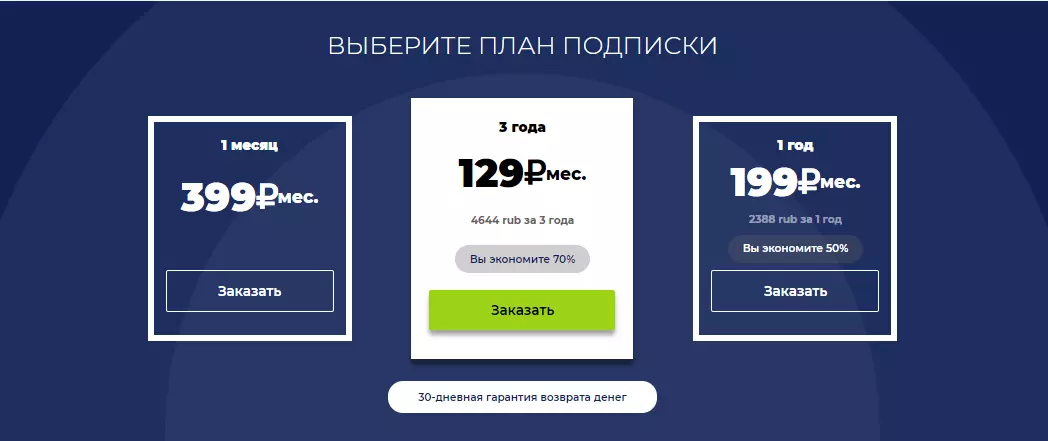 ВЫБЕРИТЕ ПЛАН ПОДПИСКИ
1 месяц
399₽мес.
Заказать
3 года
129₽мес.
4644 rub за 3 года
Вы экономите 70%
Заказать
1 год
199₽мес.
2388 rub за 1 год
Вы экономите 50%
Заказать
30-дневная гарантия возврата денег